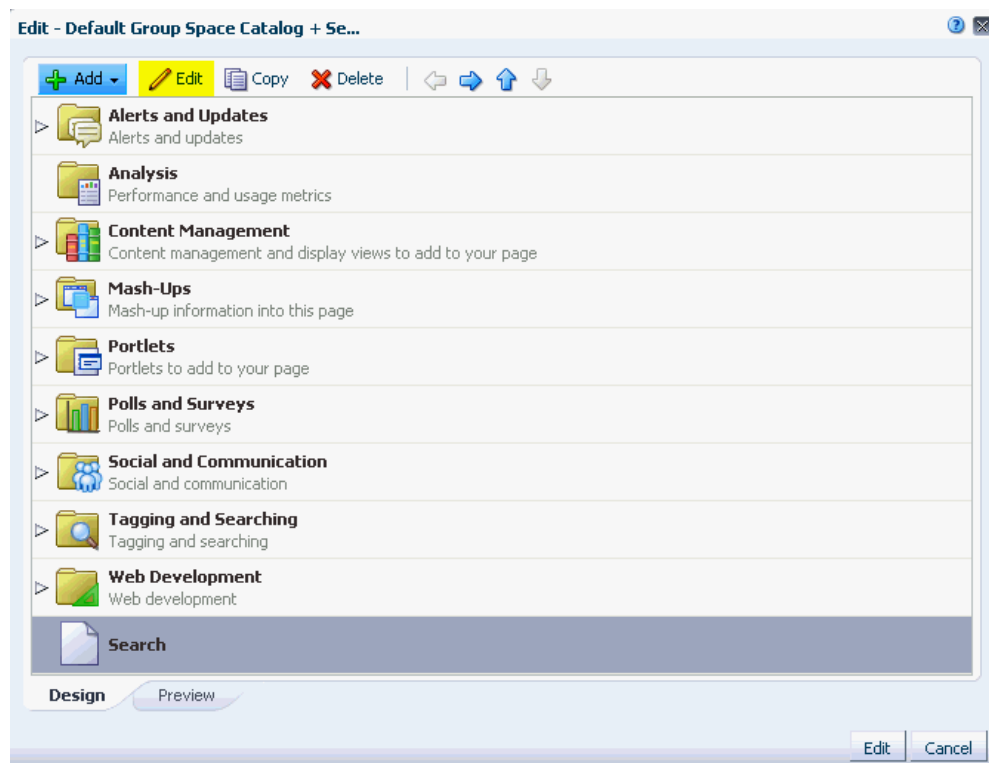 Edit - Default Group Space Catalog + Se...
Add Edit Copy Delete
Alerts and Updates
Alerts and updates
Analysis
Performance and usage metrics
Content Management
Content management and display views to add to your page
Mash-Ups
Mash-up information into this page
Portlets
Portlets to add to your page
Polls and Surveys
Polls and surveys
Social and Communication
Social and communication
Tagging and Searching
Tagging and searching
Web Development
Web development
Search
Design Preview
Edit Cancel